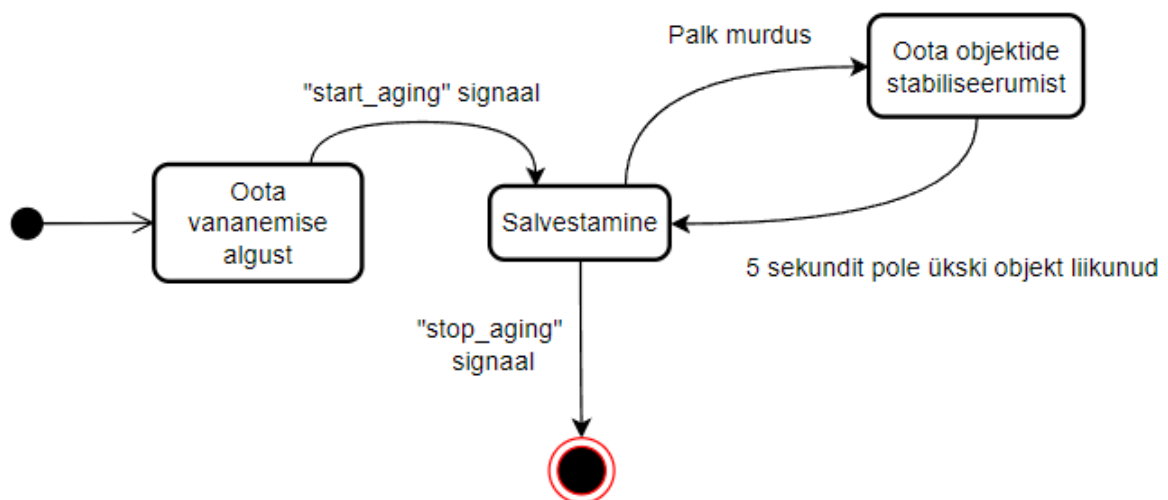 Palk murdus
Oota objektide
stabiliseerumist
"start_aging" signaal
Oota
vananemise
algust
Salvestamine
5 sekundit pole ükski objekt liikunud
"stop_aging"
signaal